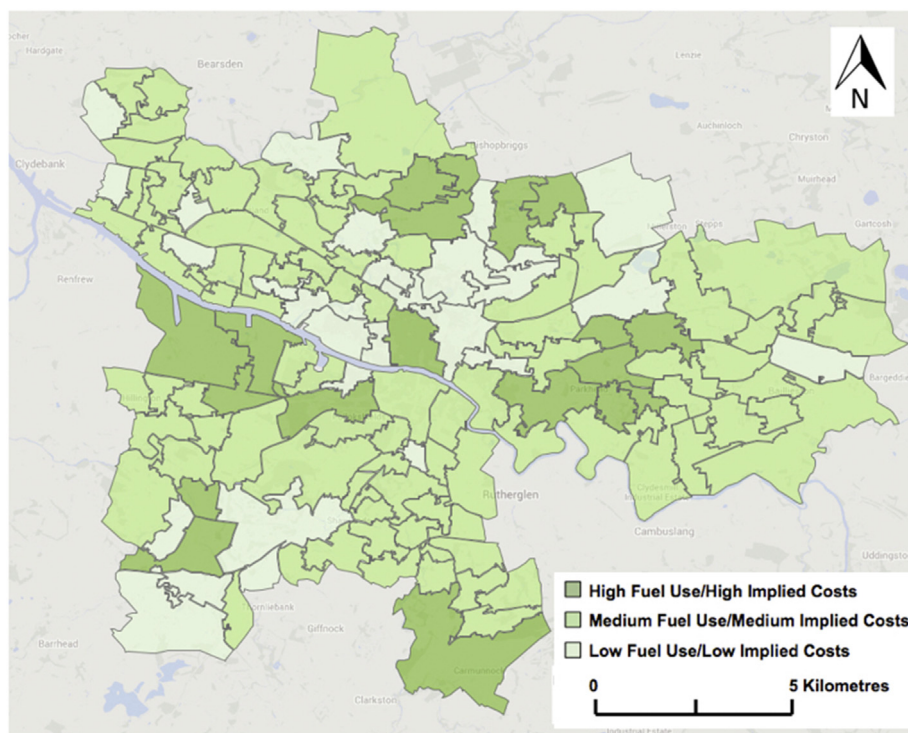 Hardgate
Bearsden
Lenzie
Auchinloch
N
Chryston
Clydebank
Muirhead
Stepps
Gartcosh
Renfrew
Rutherglen
Cambuslang
Uddingston
Giffnock
Barrhead
Carmunnock
Clarkston
High Fuel Use/High Implied Costs
Medium Fuel Use/Medium Implied Costs
Low Fuel Use/Low Implied Costs
0 5 Kilometres